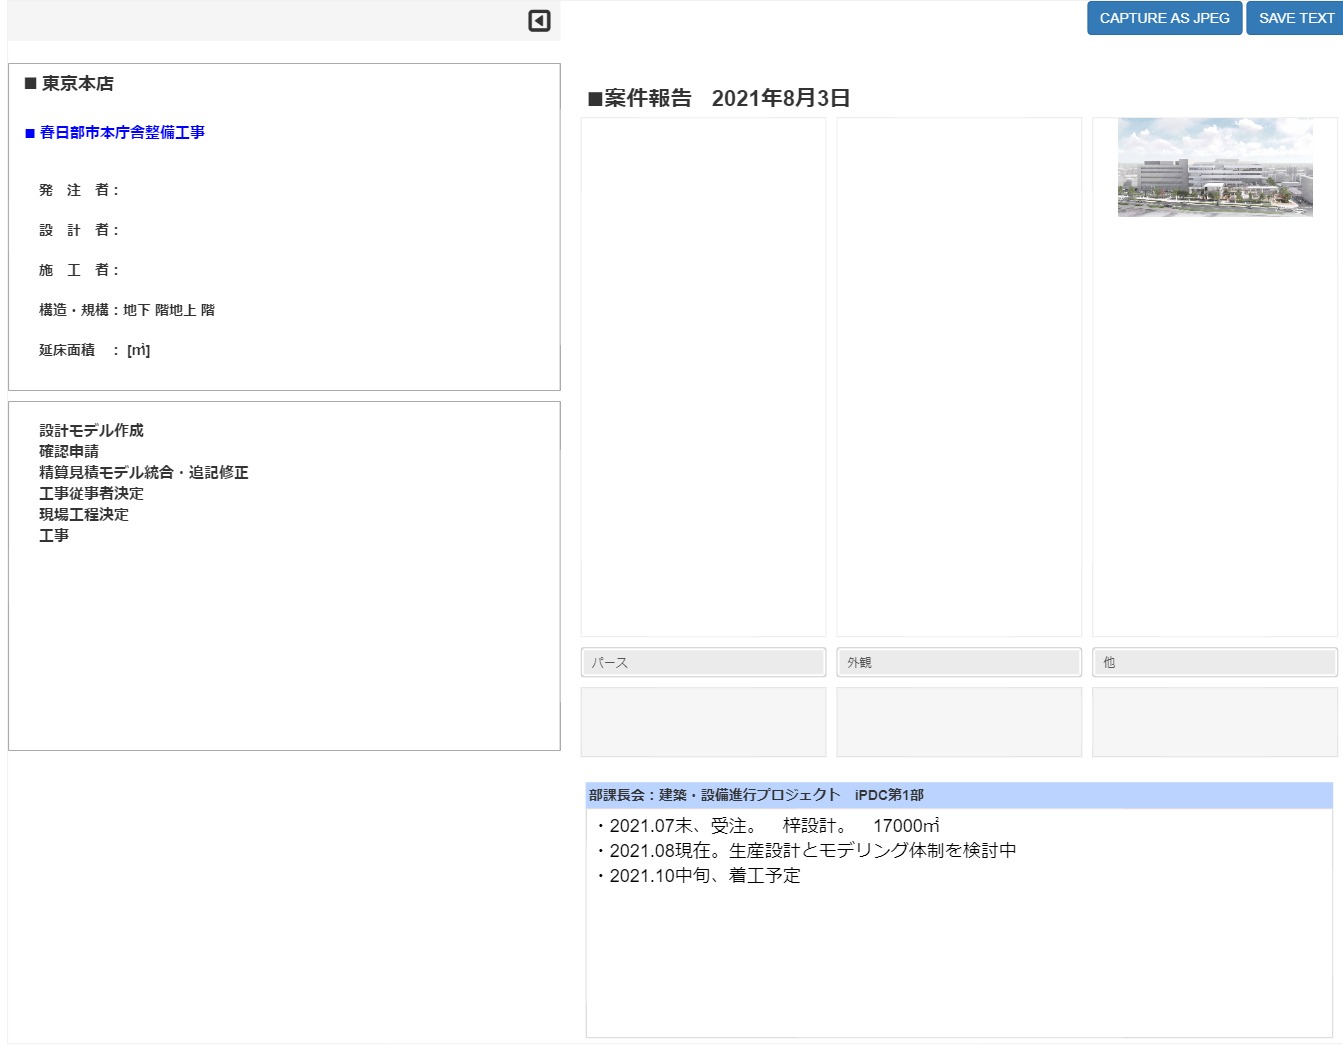 CAPTURE AS JPEG
SAVE TEXT
■ 東京本店
■ 春日部市本庁舎整備工事
発 注 者：
設 計 者：
施 工 者：
構造・規構：地下 階地上 階
延床面積 ： [㎡]
設計モデル作成
確認申請
精算見積モデル統合・追記修正
工事従事者決定
現場工程決定
工事
■案件報告 2021年8月3日
パース
外観
他
部課長会：建築・設備進行プロジェクト iPDC第1部
・2021.07末、受注。 梓設計。 17000㎡
・2021.08現在。生産設計とモデリング体制を検討中
・2021.10中旬、着工予定